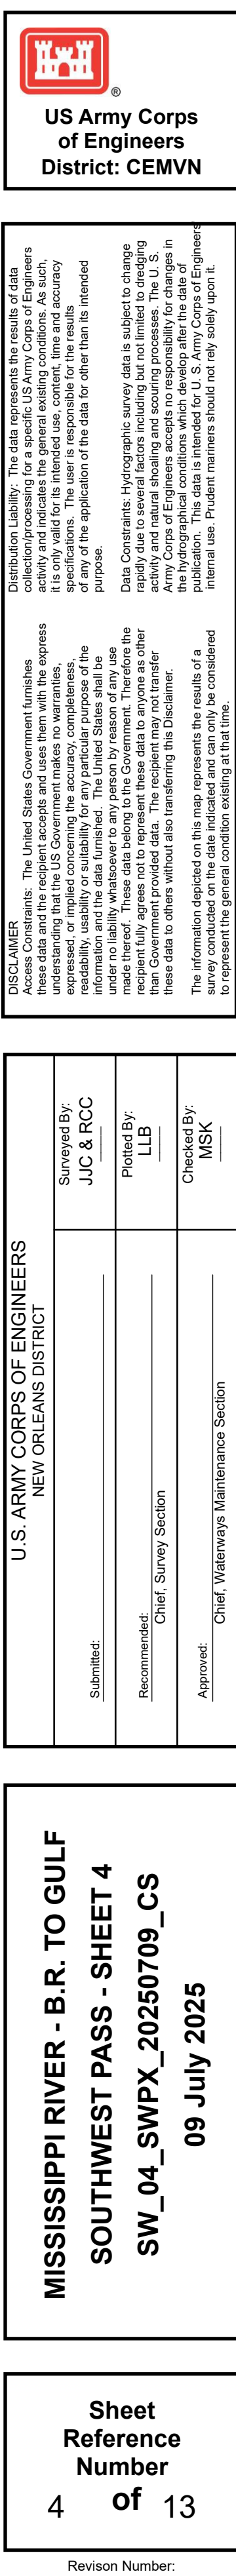 ®
US Army Corps
of Engineers
District: CEMVN
DISCLAIMER
Access Constraints: The United States Government furnishes
these data and the recipient accepts and uses them with the express
understanding that the US Government makes no warranties,
expressed, or implied concerning the accuracy, completeness,
readability, usability or suitability for any particular purpose of the
information and the data furnished. The United States shall be
under no liability whatsoever to any person by reason of any use
made thereof. These data belong to the Government. Therefore the
recipient fully agrees not to represent these data to anyone as other
than Government provided data. The recipient may not transfer
these data to others without also transferring this Disclaimer.
The information depicted on this map represents the results of a
survey conducted on the date indicated and can only be considered
to represent the general condition existing at that time.
Distribution Liability: The data represents the results of data
collection/processing for a specific US Army Corps of Engineers
activity and indicates the general existing conditions. As such,
it is only valid for its intended use, content, time and accuracy
specifications. The user is responsible for the results
of any of the application of the data for other than its intended
purpose.
Data Constraints: Hydrographic survey data is subject to change
rapidly due to several factors including but not limited to dredging
activity and natural shoaling and scouring processes. The U. S.
Army Corps of Engineers accepts no responsibility for changes in
the hydrographical conditions which develop after the date of
publication. This data is intended for U. S. Army Corps of Engineers'
internal use. Prudent mariners should not rely solely upon it.
U.S. ARMY CORPS OF ENGINEERS
NEW ORLEANS DISTRICT
Submitted:
Surveyed By:
JJC & RCC
Recommended:
Chief, Survey Section
Plotted By:
LLB
Approved:
Chief, Waterways Maintenance Section
Checked By:
MSK
MISSISSIPPI RIVER - B.R. TO GULF
SOUTHWEST PASS - SHEET 4
SW_04_SWPX_20250709_CS
09 July 2025
Sheet
Reference
Number
4 of 13
Revison Number: